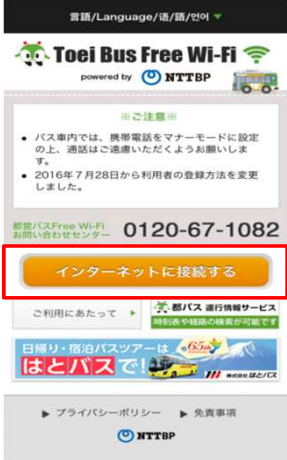 言語/Language/语/語/언어 ▼
Toei Bus Free Wi-Fi
powered by NTTBP
※ご注意※
• バス車内では、携帯電話をマナーモードに設定
の上、通話はご遠慮いただくようお願いしま
す。
• 2016年7月28日から利用者の登録方法を変更
しました。
都営バスFree Wi-Fi
お問い合わせセンター 0120-67-1082
インターネットに接続する
ご利用にあたって ▶
都バス 運行情報サービス
時刻表や経路の検索が可能です
日帰り・宿泊バスツアーは
はとバスで!
65th
株式会社はとバス
▶ プライバシーポリシー ▶ 免責事項
NTTBP